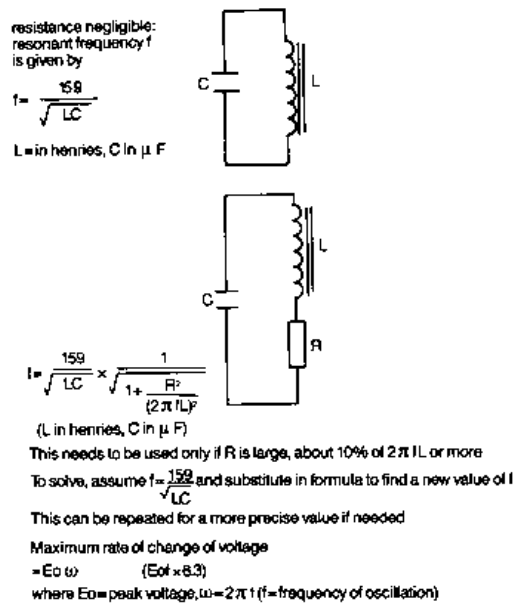 resistance negligible:
resonant frequency f
is given by
f = 159 / √LC
L = in henries, C in μ F
C
L
C
L
R
f = 159 / √LC × 1 / √(1 + R² / (2 π fL)²)
(L in henries, C in μ F)
This needs to be used only if R is large, about 10% of 2 π fL or more
To solve, assume f = 159 / √LC and substitute in formula to find a new value of f
This can be repeated for a more precise value if needed
Maximum rate of change of voltage
= Eo ω (Eof × 6.3)
where Eo = peak voltage, ω = 2 π f (f = frequency of oscillation)